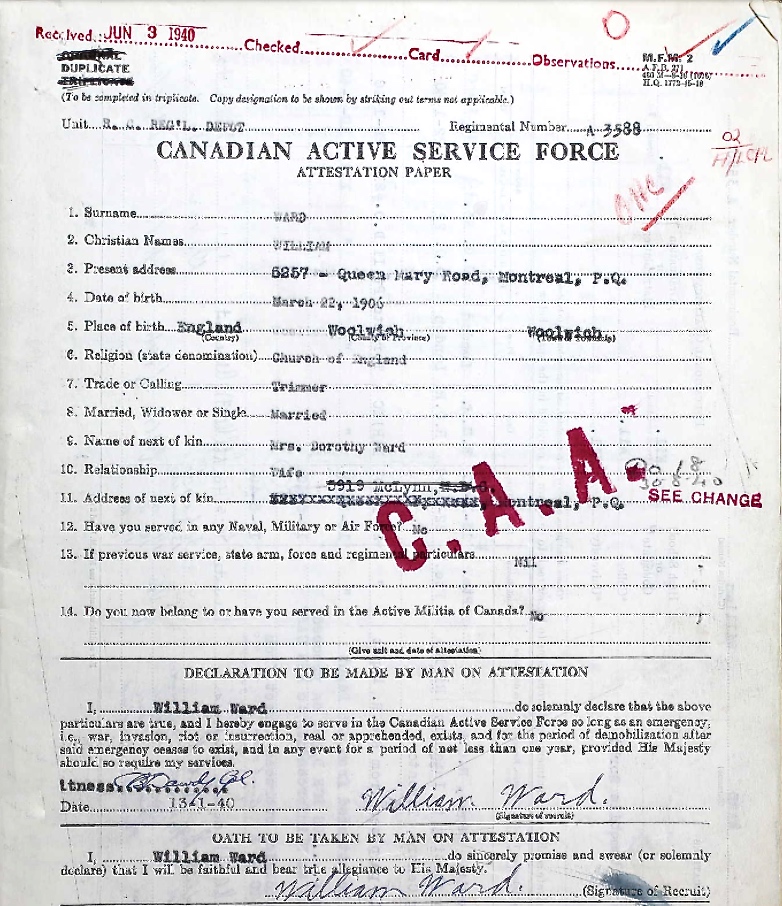 Received.: JUN 3 1940 Checked Card Observations
M.F.M. 2
DUPLICATE
A.F.B. 271
H.Q. 1772-15-18
(To be completed in triplicate. Copy designation to be shown by striking out terms not applicable.)
Unit R. C. REG'L. DEPOT Regimental Number A 3588
02
CANADIAN ACTIVE SERVICE FORCE
ATTESTATION PAPER
1. Surname WARD
2. Christian Names WILLIAM
3. Present address 5257 - Queen Mary Road, Montreal, P.Q.
4. Date of birth March 22, 1906
5. Place of birth England Woolwich Woolwich
(Country) (County or Province) (Town or Township)
6. Religion (state denomination) Church of England
7. Trade or Calling Trimmer
8. Married, Widower or Single Married
9. Name of next of kin Mrs. Dorothy Ward
10. Relationship Wife
5919 McLynn,
11. Address of next of kin Montreal, P.Q.
SEE CHANGE
C.A.A.
12. Have you served in any Naval, Military or Air Force? No
13. If previous war service, state arm, force and regimental particulars Nil
14. Do you now belong to or have you served in the Active Militia of Canada? No
(Give unit and date of attestation)
DECLARATION TO BE MADE BY MAN ON ATTESTATION
I, William Ward do solemnly declare that the above
particulars are true, and I hereby engage to serve in the Canadian Active Service Force so long as an emergency,
i.e., war, invasion, riot or insurrection, real or apprehended, exists, and for the period of demobilization after
said emergency ceases to exist, and in any event for a period of not less than one year, provided His Majesty
should so require my services.
itness
Date 13-1-40 William Ward.
(Signature of recruit)
OATH TO BE TAKEN BY MAN ON ATTESTATION
I, William Ward do sincerely promise and swear (or solemnly
declare) that I will be faithful and bear true allegiance to His Majesty.
William Ward. (Signature of Recruit)